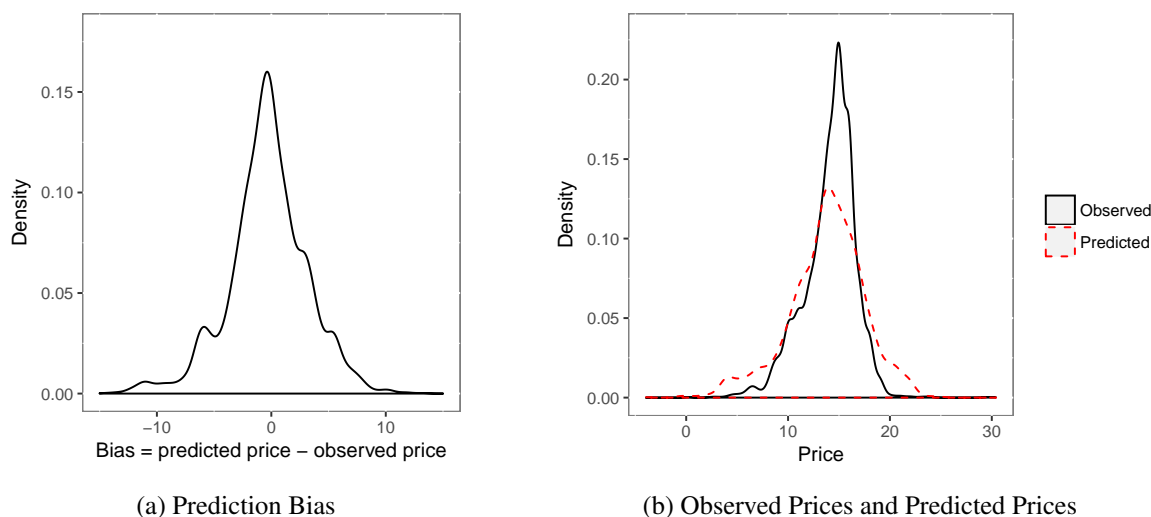 0.15
0.10
0.05
0.00
Density
−10
0
10
Bias = predicted price − observed price
(a) Prediction Bias
0.20
0.15
0.10
0.05
0.00
Density
0
10
20
30
Price
Observed
Predicted
(b) Observed Prices and Predicted Prices